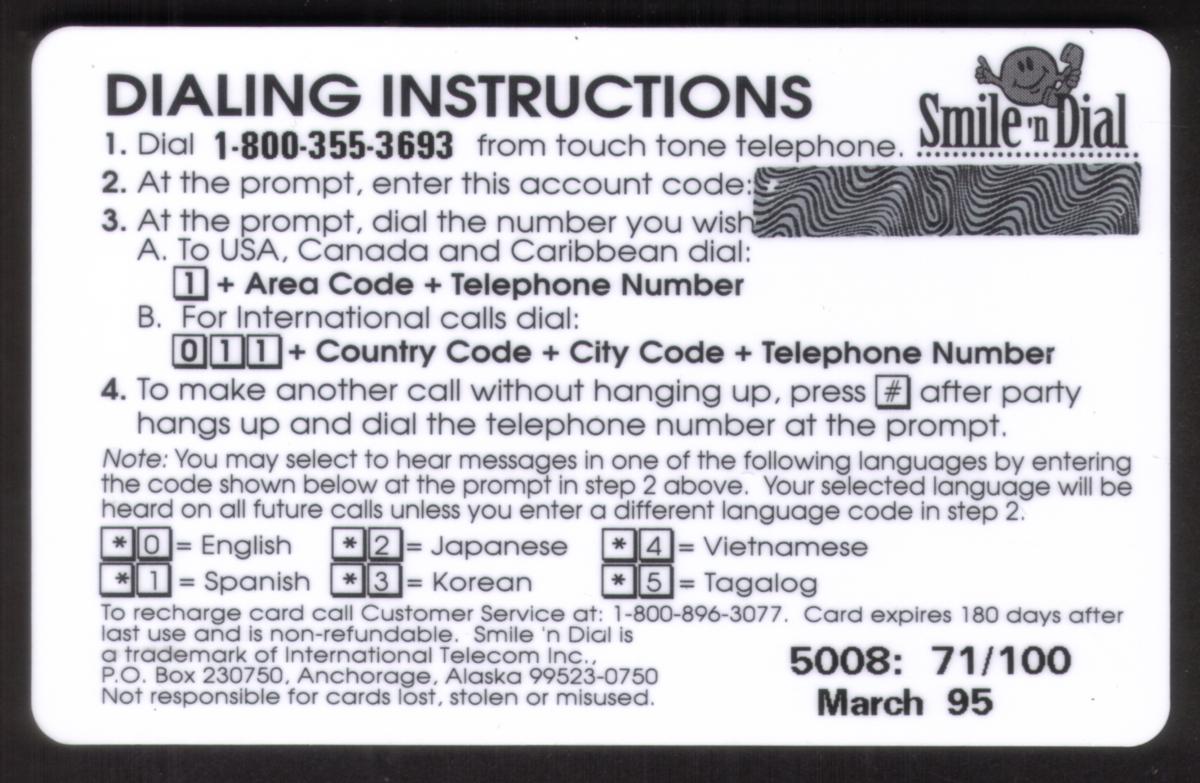 DIALING INSTRUCTIONS
Smile 'n Dial
1. Dial 1-800-355-3693 from touch tone telephone.
2. At the prompt, enter this account code:
3. At the prompt, dial the number you wish
A. To USA, Canada and Caribbean dial:
1 + Area Code + Telephone Number
B. For International calls dial:
0 1 1 + Country Code + City Code + Telephone Number
4. To make another call without hanging up, press # after party
hangs up and dial the telephone number at the prompt.
Note: You may select to hear messages in one of the following languages by entering
the code shown below at the prompt in step 2 above. Your selected language will be
heard on all future calls unless you enter a different language code in step 2.
* 0 = English * 2 = Japanese * 4 = Vietnamese
* 1 = Spanish * 3 = Korean * 5 = Tagalog
To recharge card call Customer Service at: 1-800-896-3077. Card expires 180 days after
last use and is non-refundable. Smile 'n Dial is
a trademark of International Telecom Inc.,
P.O. Box 230750, Anchorage, Alaska 99523-0750
Not responsible for cards lost, stolen or misused.
5008: 71/100
March 95